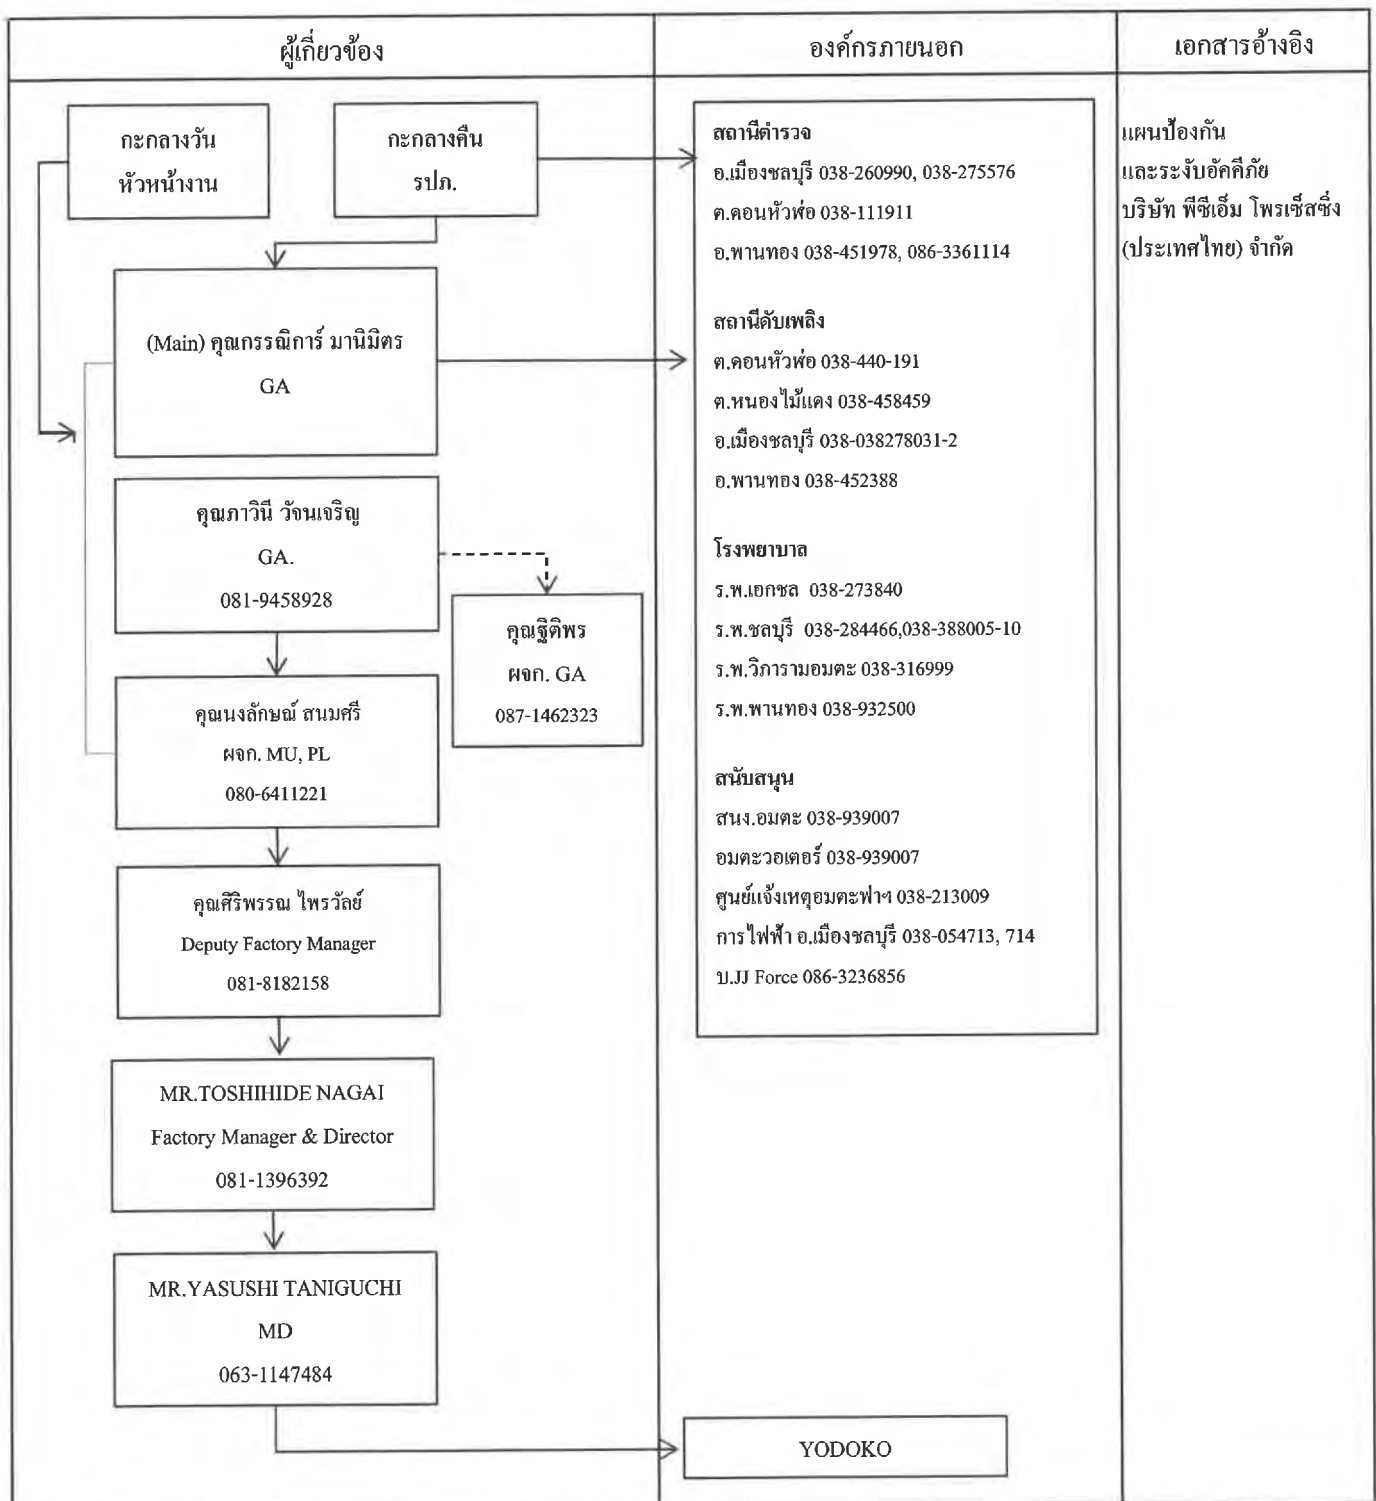 ผู้เกี่ยวข้อง
องค์กรภายนอก
เอกสารอ้างอิง
กะกลางวัน
หัวหน้างาน
กะกลางคืน
รปภ.
(Main) คุณกรรณิการ์ มานิมิตร
GA
คุณภาวินี วัจนเจริญ
GA.
081-9458928
คุณฐิติพร
ผจก. GA
087-1462323
คุณนงลักษณ์ สนมศรี
ผจก. MU, PL
080-6411221
คุณศิริพรรณ ไพรวัลย์
Deputy Factory Manager
081-8182158
MR.TOSHIHIDE NAGAI
Factory Manager & Director
081-1396392
MR.YASUSHI TANIGUCHI
MD
063-1147484
สถานีตำรวจ
อ.เมืองชลบุรี 038-260990, 038-275576
ต.ดอนหัวฬ่อ 038-111911
อ.พานทอง 038-451978, 086-3361114
สถานีดับเพลิง
ต.ดอนหัวฬ่อ 038-440-191
ต.หนองไม้แดง 038-458459
อ.เมืองชลบุรี 038-038278031-2
อ.พานทอง 038-452388
โรงพยาบาล
ร.พ.เอกชล 038-273840
ร.พ.ชลบุรี 038-284466,038-388005-10
ร.พ.วิภารามอมตะ 038-316999
ร.พ.พานทอง 038-932500
สนับสนุน
สนง.อมตะ 038-939007
อมตะวอเตอร์ 038-939007
ศูนย์แจ้งเหตุอมตะฟาฯ 038-213009
การไฟฟ้า อ.เมืองชลบุรี 038-054713, 714
บ.JJ Force 086-3236856
YODOKO
แผนป้องกัน
และระงับอัคคีภัย
บริษัท พีซีเอ็ม โพรเซ็สซิ่ง
(ประเทศไทย) จำกัด